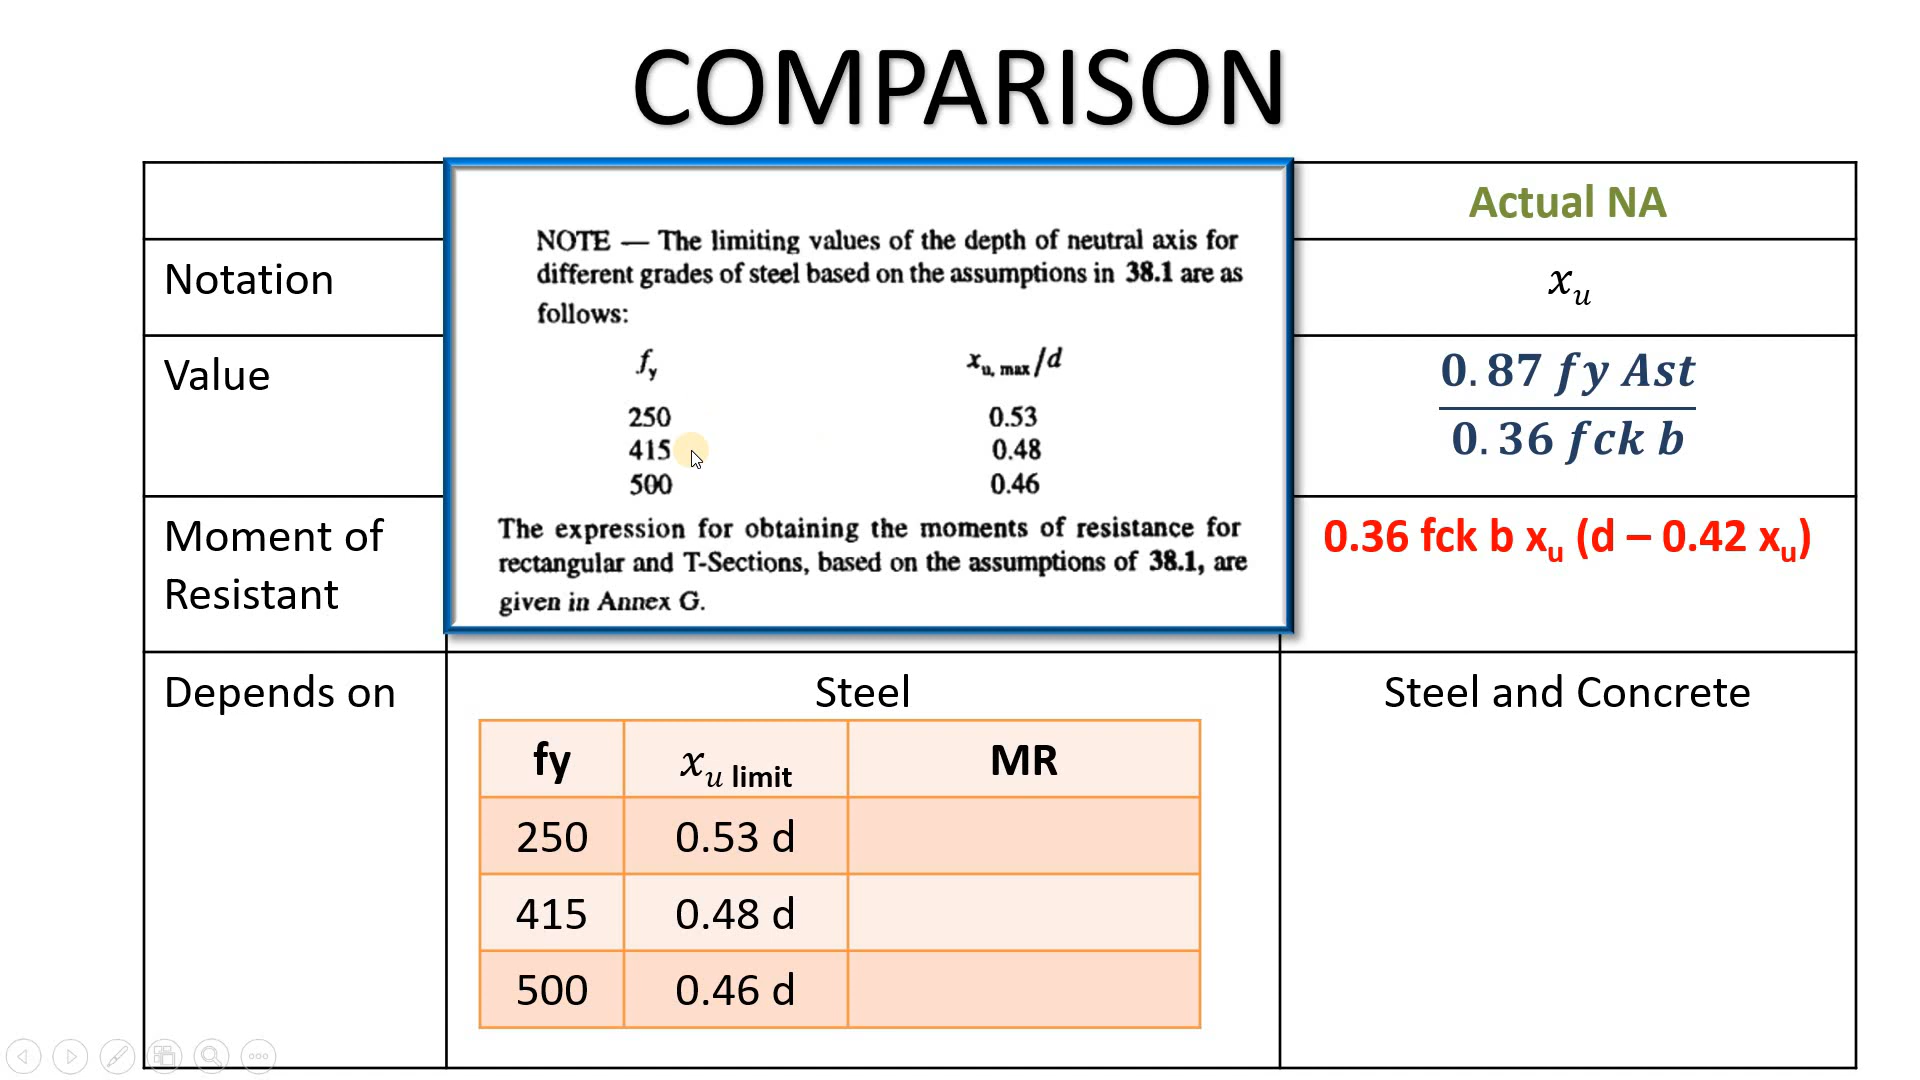 COMPARISON
Actual NA
Notation
x_u
Value
0.87 fy Ast
0.36 fck b
Moment of
Resistant
0.36 fck b x_u (d – 0.42 x_u)
NOTE — The limiting values of the depth of neutral axis for
different grades of steel based on the assumptions in 38.1 are as
follows:
f_y x_u, max/d
250 0.53
415 0.48
500 0.46
The expression for obtaining the moments of resistance for
rectangular and T-Sections, based on the assumptions of 38.1, are
given in Annex G.
Depends on
Steel
Steel and Concrete
fy x_u limit MR
250 0.53 d
415 0.48 d
500 0.46 d